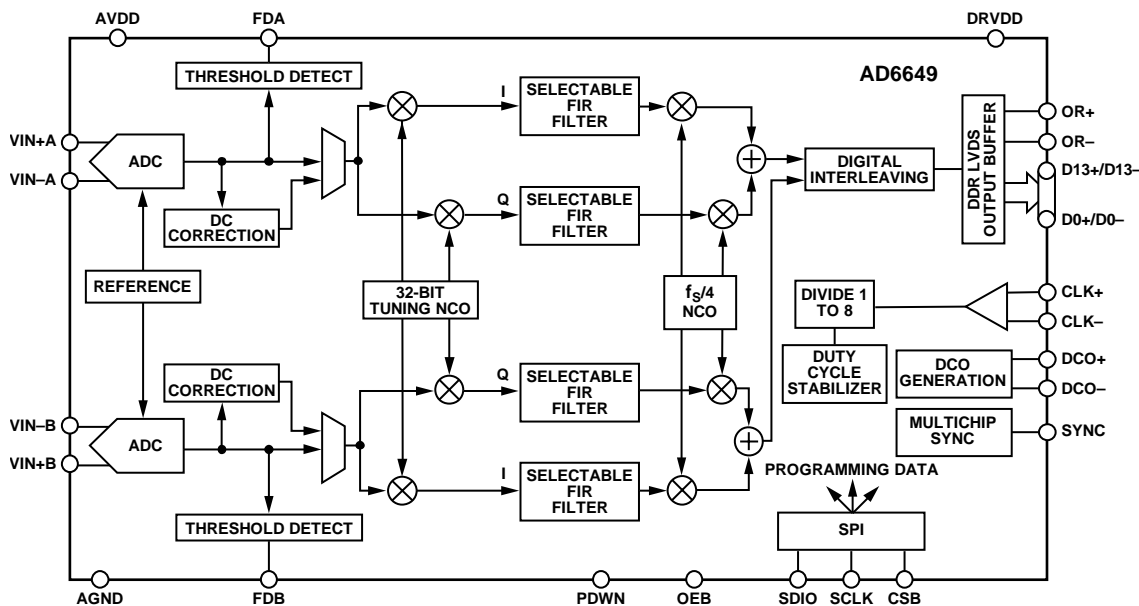 AVDD
FDA
DRVDD
THRESHOLD DETECT
AD6649
I
SELECTABLE
FIR
FILTER
VIN+A
VIN–A
ADC
DC
CORRECTION
Q
SELECTABLE
FIR
FILTER
DIGITAL
INTERLEAVING
DDR LVDS
OUTPUT BUFFER
OR+
OR–
D13+/D13–
D0+/D0–
REFERENCE
32-BIT
TUNING NCO
fS/4
NCO
DIVIDE 1
TO 8
CLK+
CLK–
DUTY
CYCLE
STABILIZER
DCO
GENERATION
DCO+
DCO–
DC
CORRECTION
Q
SELECTABLE
FIR
FILTER
VIN–B
VIN+B
ADC
MULTICHIP
SYNC
SYNC
I
SELECTABLE
FIR
FILTER
PROGRAMMING DATA
THRESHOLD DETECT
SPI
AGND
FDB
PDWN
OEB
SDIO
SCLK
CSB